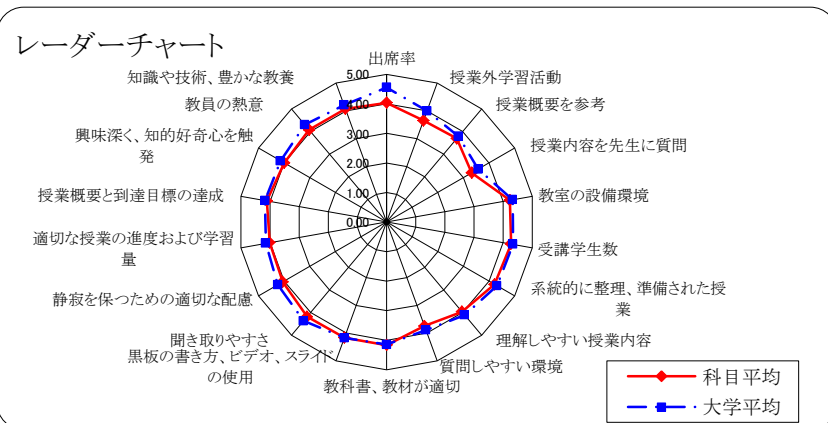 レーダーチャート
出席率
授業外学習活動
授業概要を参考
授業内容を先生に質問
教室の設備環境
受講学生数
系統的に整理、準備された授
業
理解しやすい授業内容
質問しやすい環境
教科書、教材が適切
黒板の書き方、ビデオ、スライド
の使用
聞き取りやすさ
静寂を保つための適切な配慮
適切な授業の進度および学習
量
授業概要と到達目標の達成
興味深く、知的好奇心を触
発
教員の熱意
知識や技術、豊かな教養
5.00
4.00
3.00
2.00
1.00
0.00
科目平均
大学平均